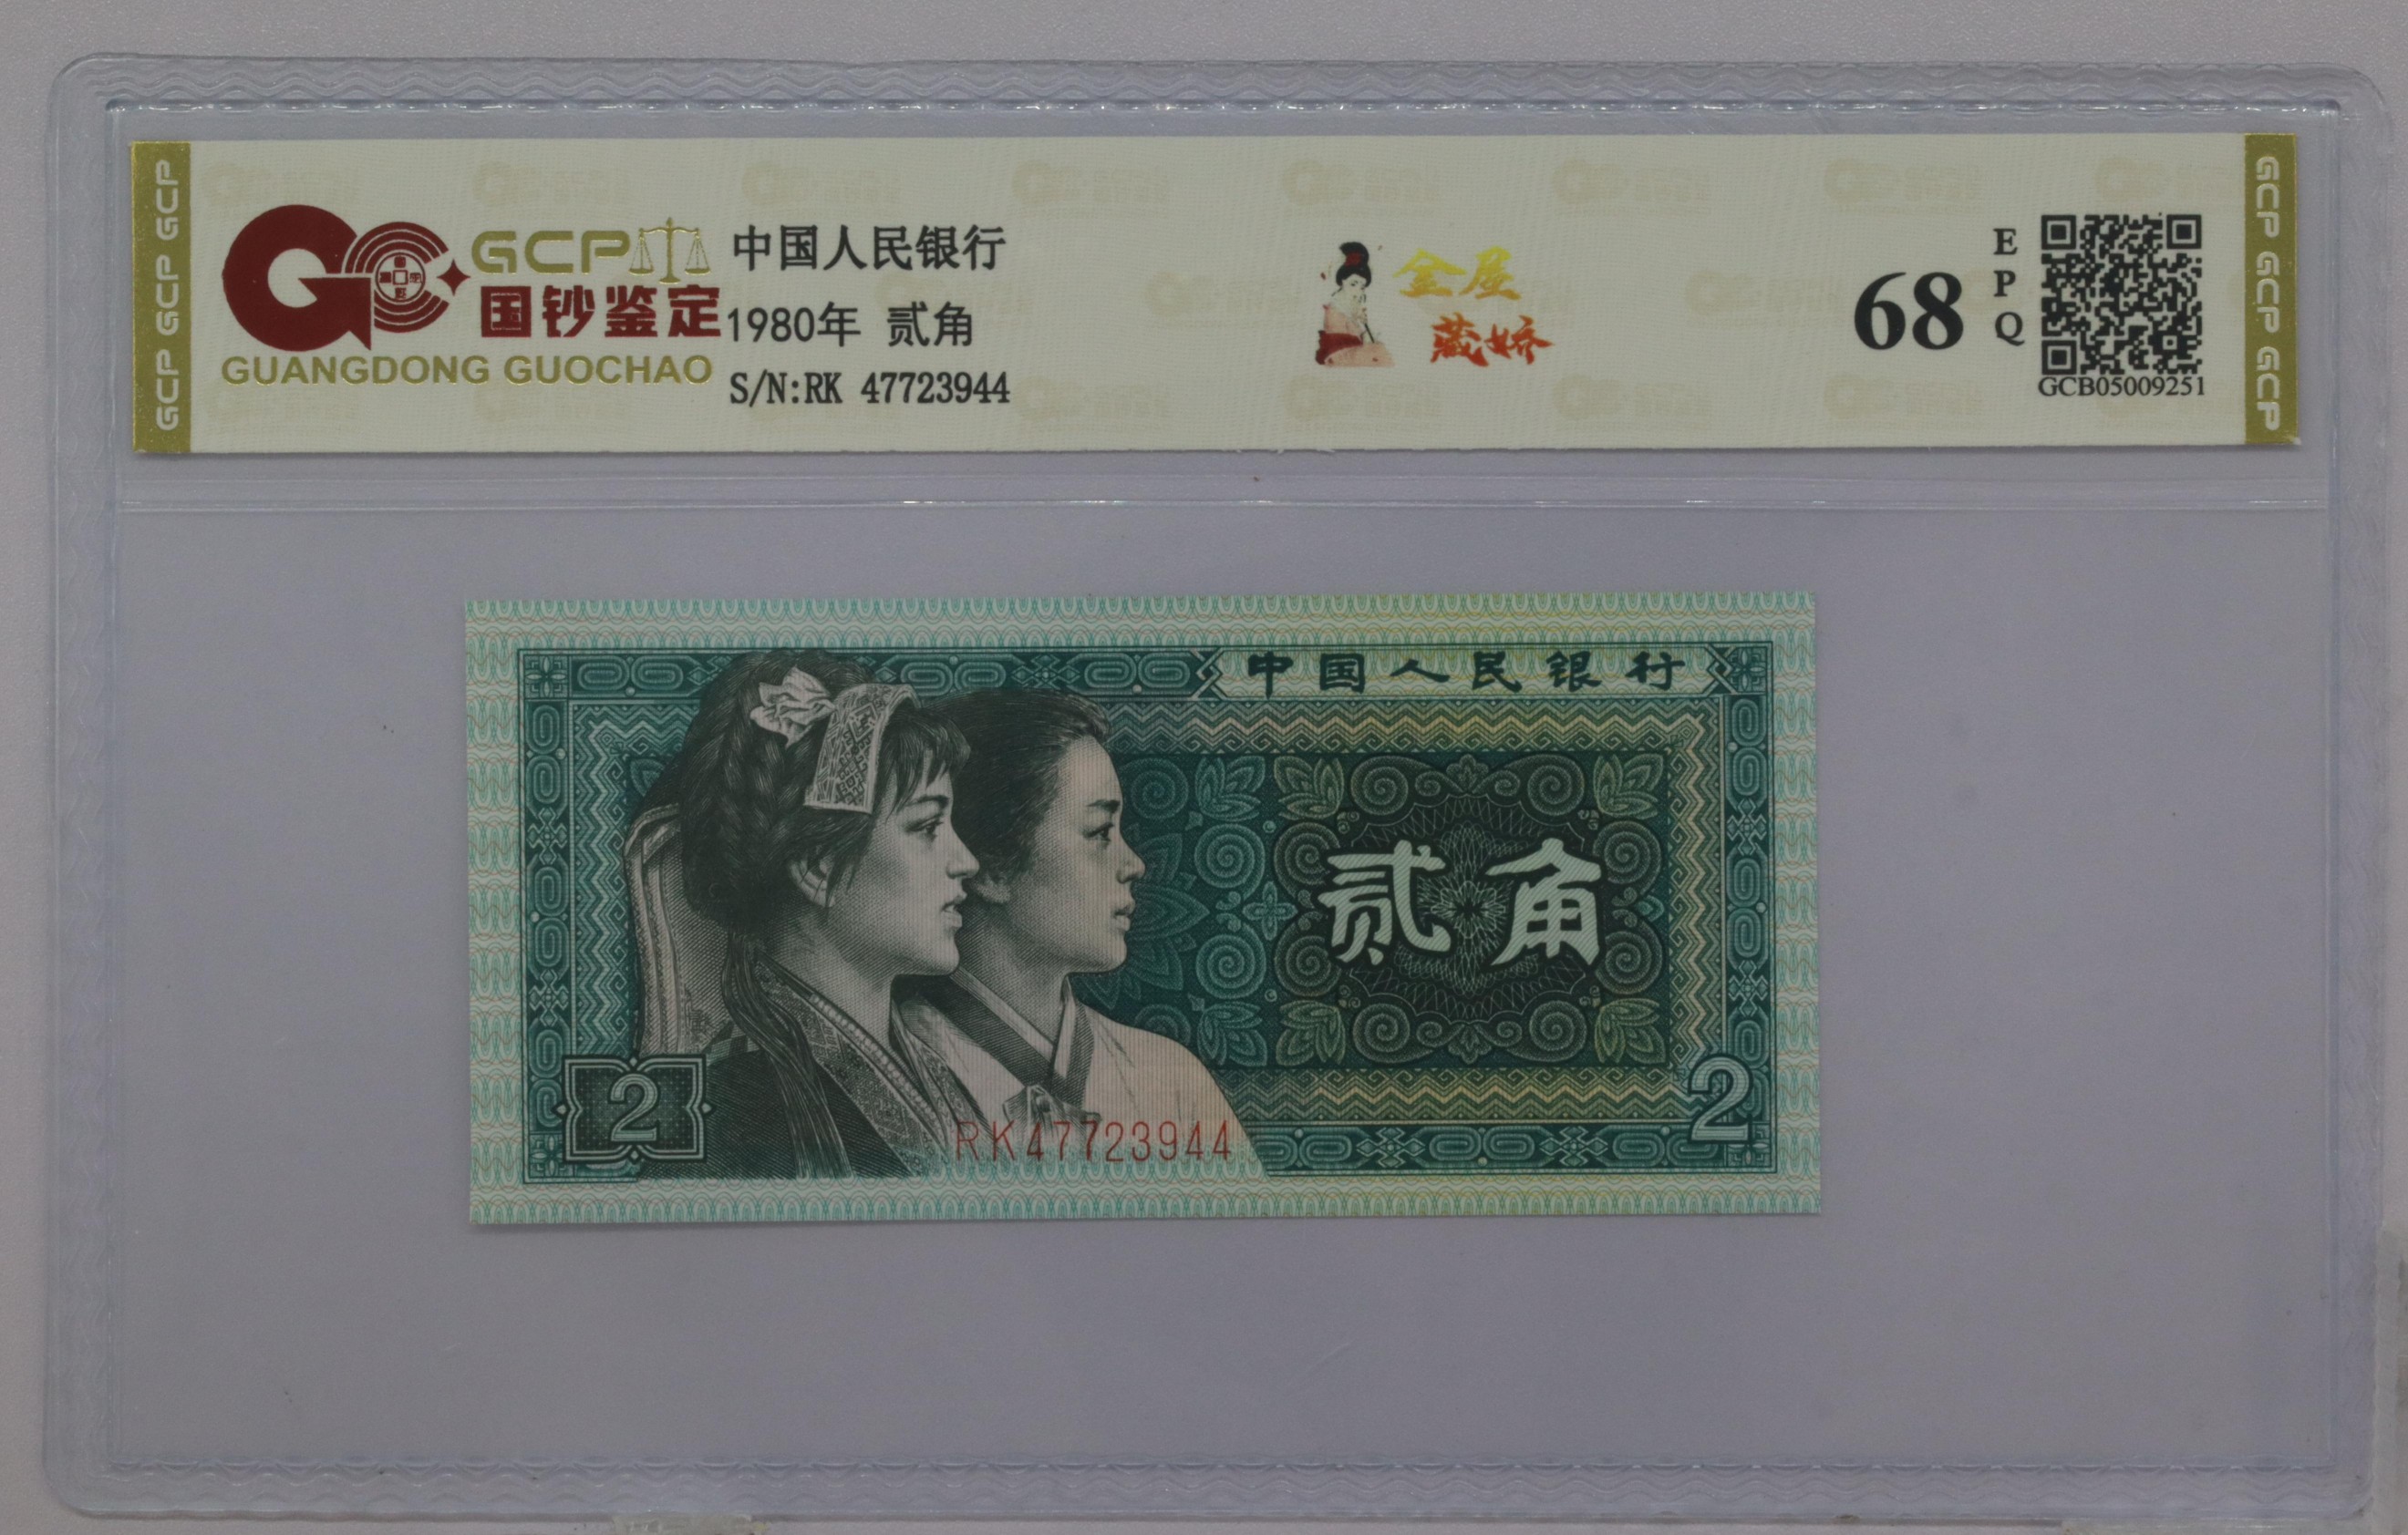 GCP GCP GCP
GCP
国钞鉴定
GUANGDONG GUOCHAO
中国人民银行
1980年 贰角
S/N:RK 47723944
金屋
藏娇
68
EPQ
GCB05009251
GCP GCP GCP
中国人民银行
贰角
2
2
RK47723944